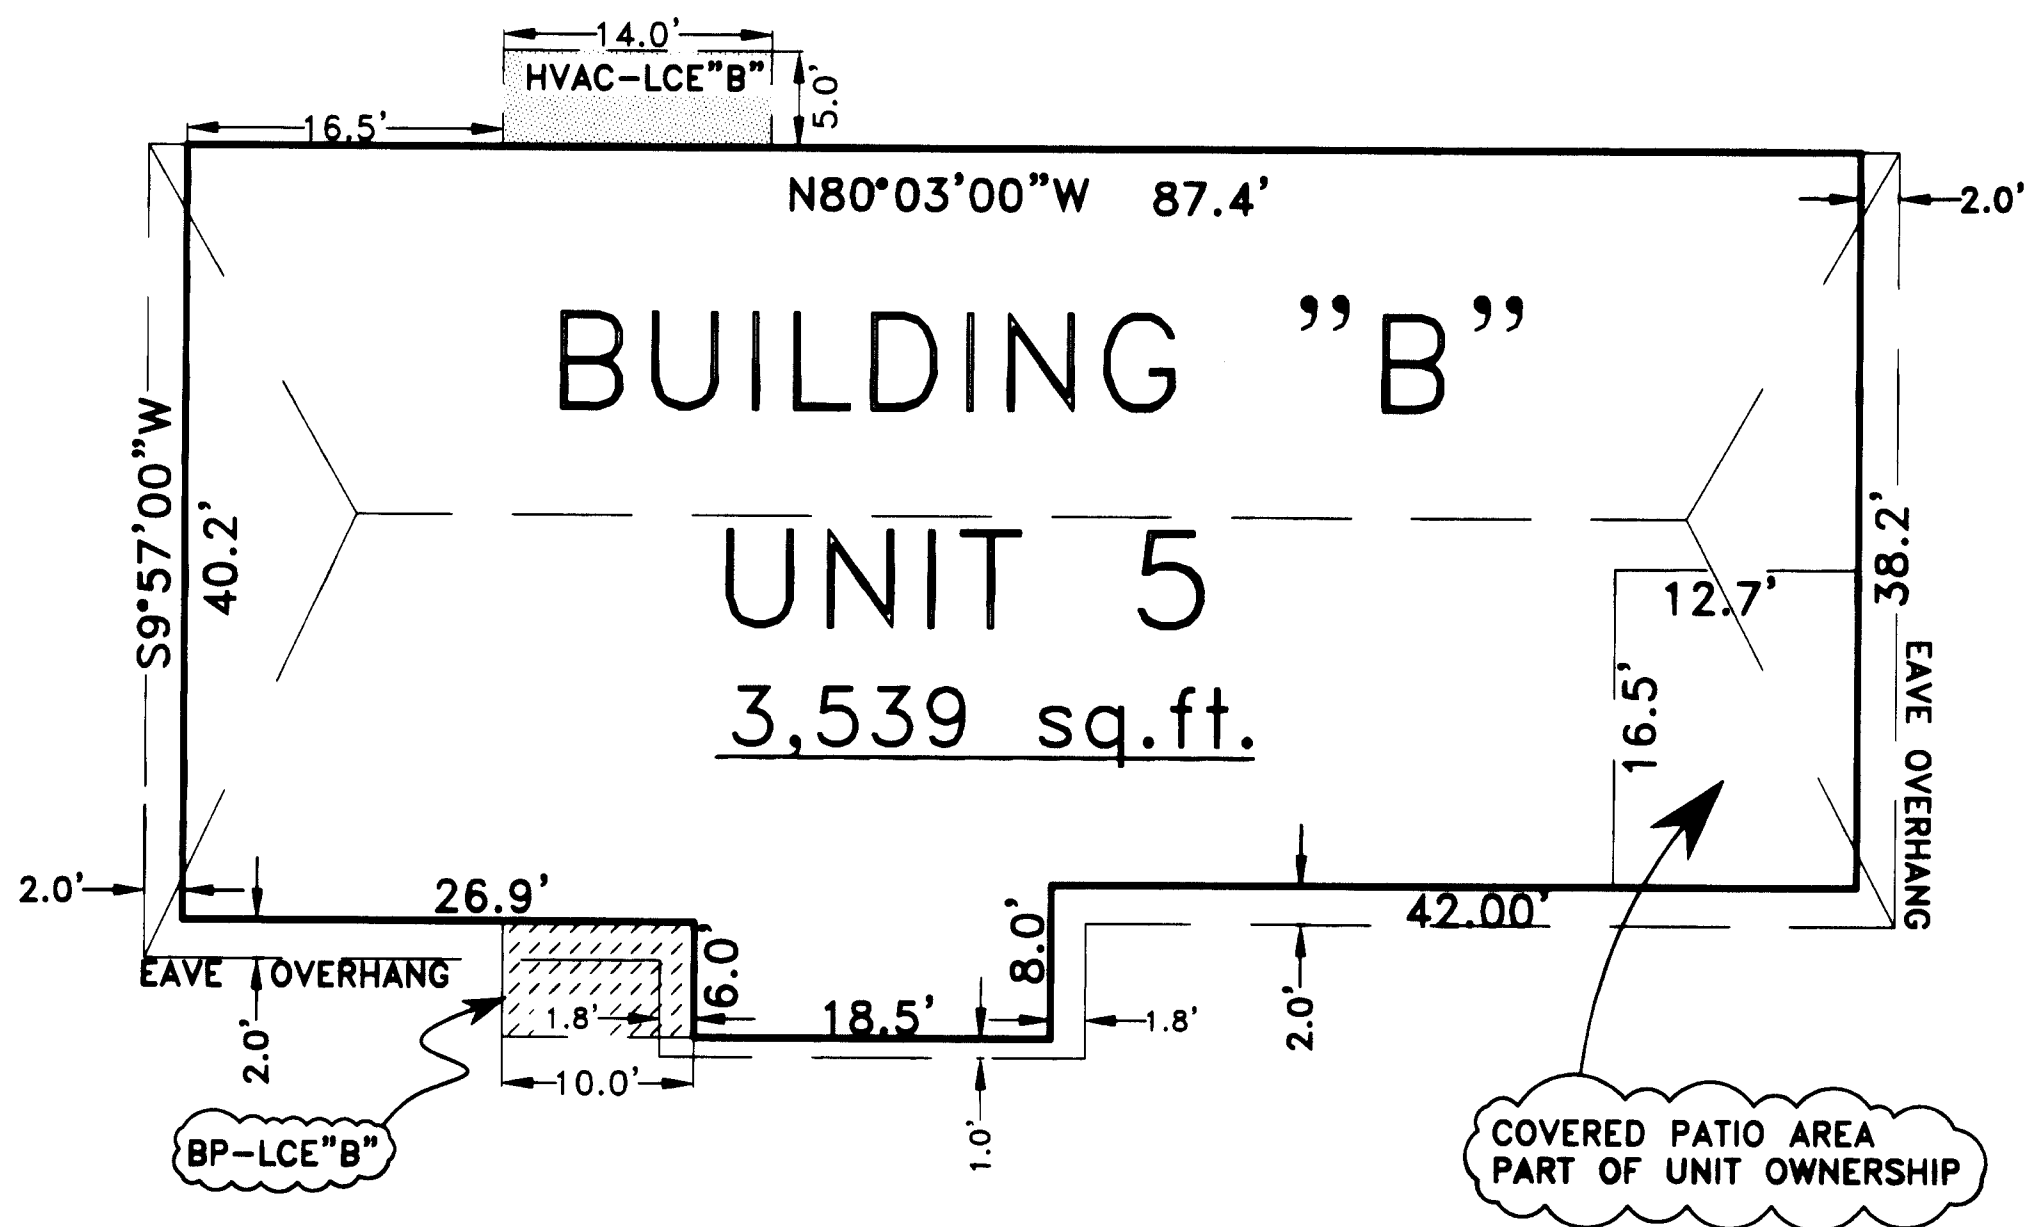 14.0'
HVAC-LCE"B"
5.0'
16.5'
N80°03'00"W 87.4'
2.0'
BUILDING "B"
S9°57'00"W
40.2'
UNIT 5
38.2'
12.7'
3,539 sq.ft.
16.5'
EAVE OVERHANG
2.0'
26.9'
42.00'
6.0'
8.0'
EAVE OVERHANG
1.8'
18.5'
1.8'
2.0'
2.0'
10.0'
1.0'
BP-LCE"B"
COVERED PATIO AREA
PART OF UNIT OWNERSHIP